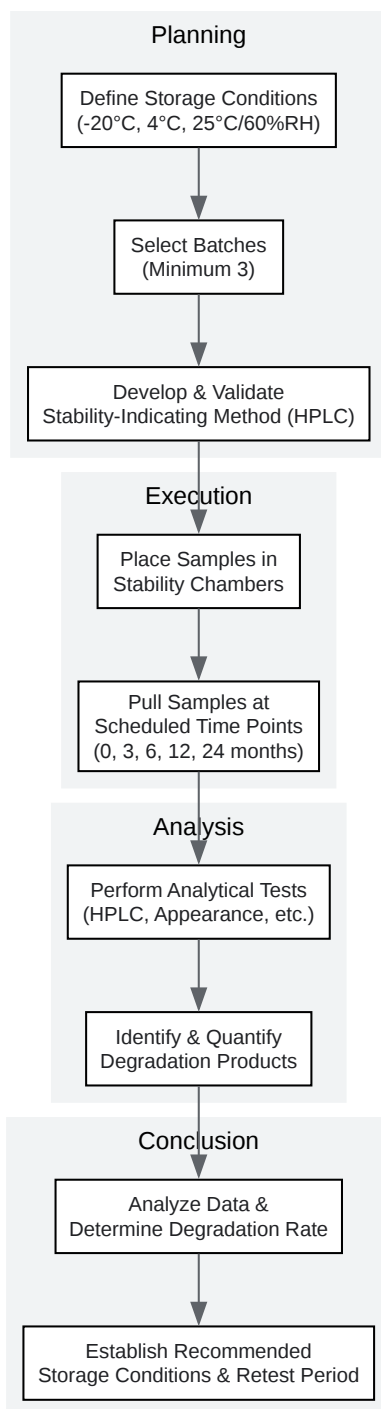 Planning
Define Storage Conditions
(-20°C, 4°C, 25°C/60%RH)
Select Batches
(Minimum 3)
Develop & Validate
Stability-Indicating Method (HPLC)
Execution
Place Samples in
Stability Chambers
Pull Samples at
Scheduled Time Points
(0, 3, 6, 12, 24 months)
Analysis
Perform Analytical Tests
(HPLC, Appearance, etc.)
Identify & Quantify
Degradation Products
Conclusion
Analyze Data &
Determine Degradation Rate
Establish Recommended
Storage Conditions & Retest Period